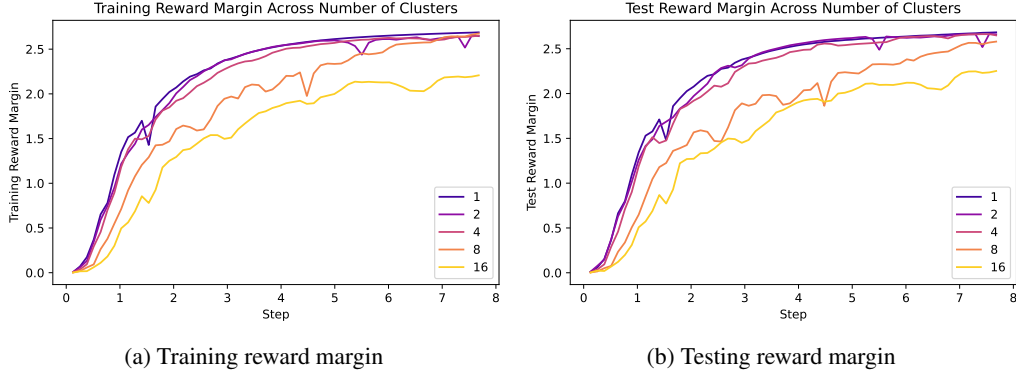 Training Reward Margin Across Number of Clusters
Training Reward Margin
2.5
2.0
1.5
1.0
0.5
0.0
0 1 2 3 4 5 6 7 8
Step
1
2
4
8
16
(a) Training reward margin
Test Reward Margin Across Number of Clusters
Test Reward Margin
2.5
2.0
1.5
1.0
0.5
0.0
0 1 2 3 4 5 6 7 8
Step
1
2
4
8
16
(b) Testing reward margin